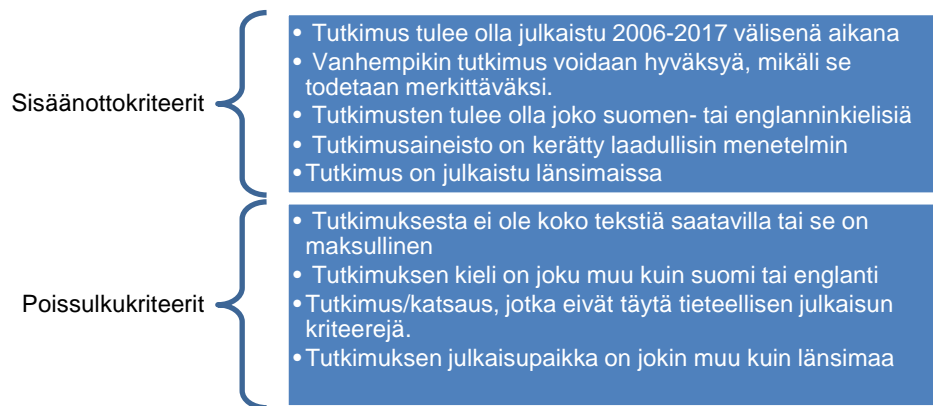 Sisäänottokriteerit
• Tutkimus tulee olla julkaistu 2006-2017 välisenä aikana
• Vanhempikin tutkimus voidaan hyväksyä, mikäli se
todetaan merkittäväksi.
• Tutkimusten tulee olla joko suomen- tai englanninkielisiä
• Tutkimusaineisto on kerätty laadullisin menetelmin
• Tutkimus on julkaistu länsimaissa
Poissulkukriteerit
• Tutkimuksesta ei ole koko tekstiä saatavilla tai se on
maksullinen
• Tutkimuksen kieli on joku muu kuin suomi tai englanti
• Tutkimus/katsaus, jotka eivät täytä tieteellisen julkaisun
kriteerejä.
• Tutkimuksen julkaisupaikka on jokin muu kuin länsimaa